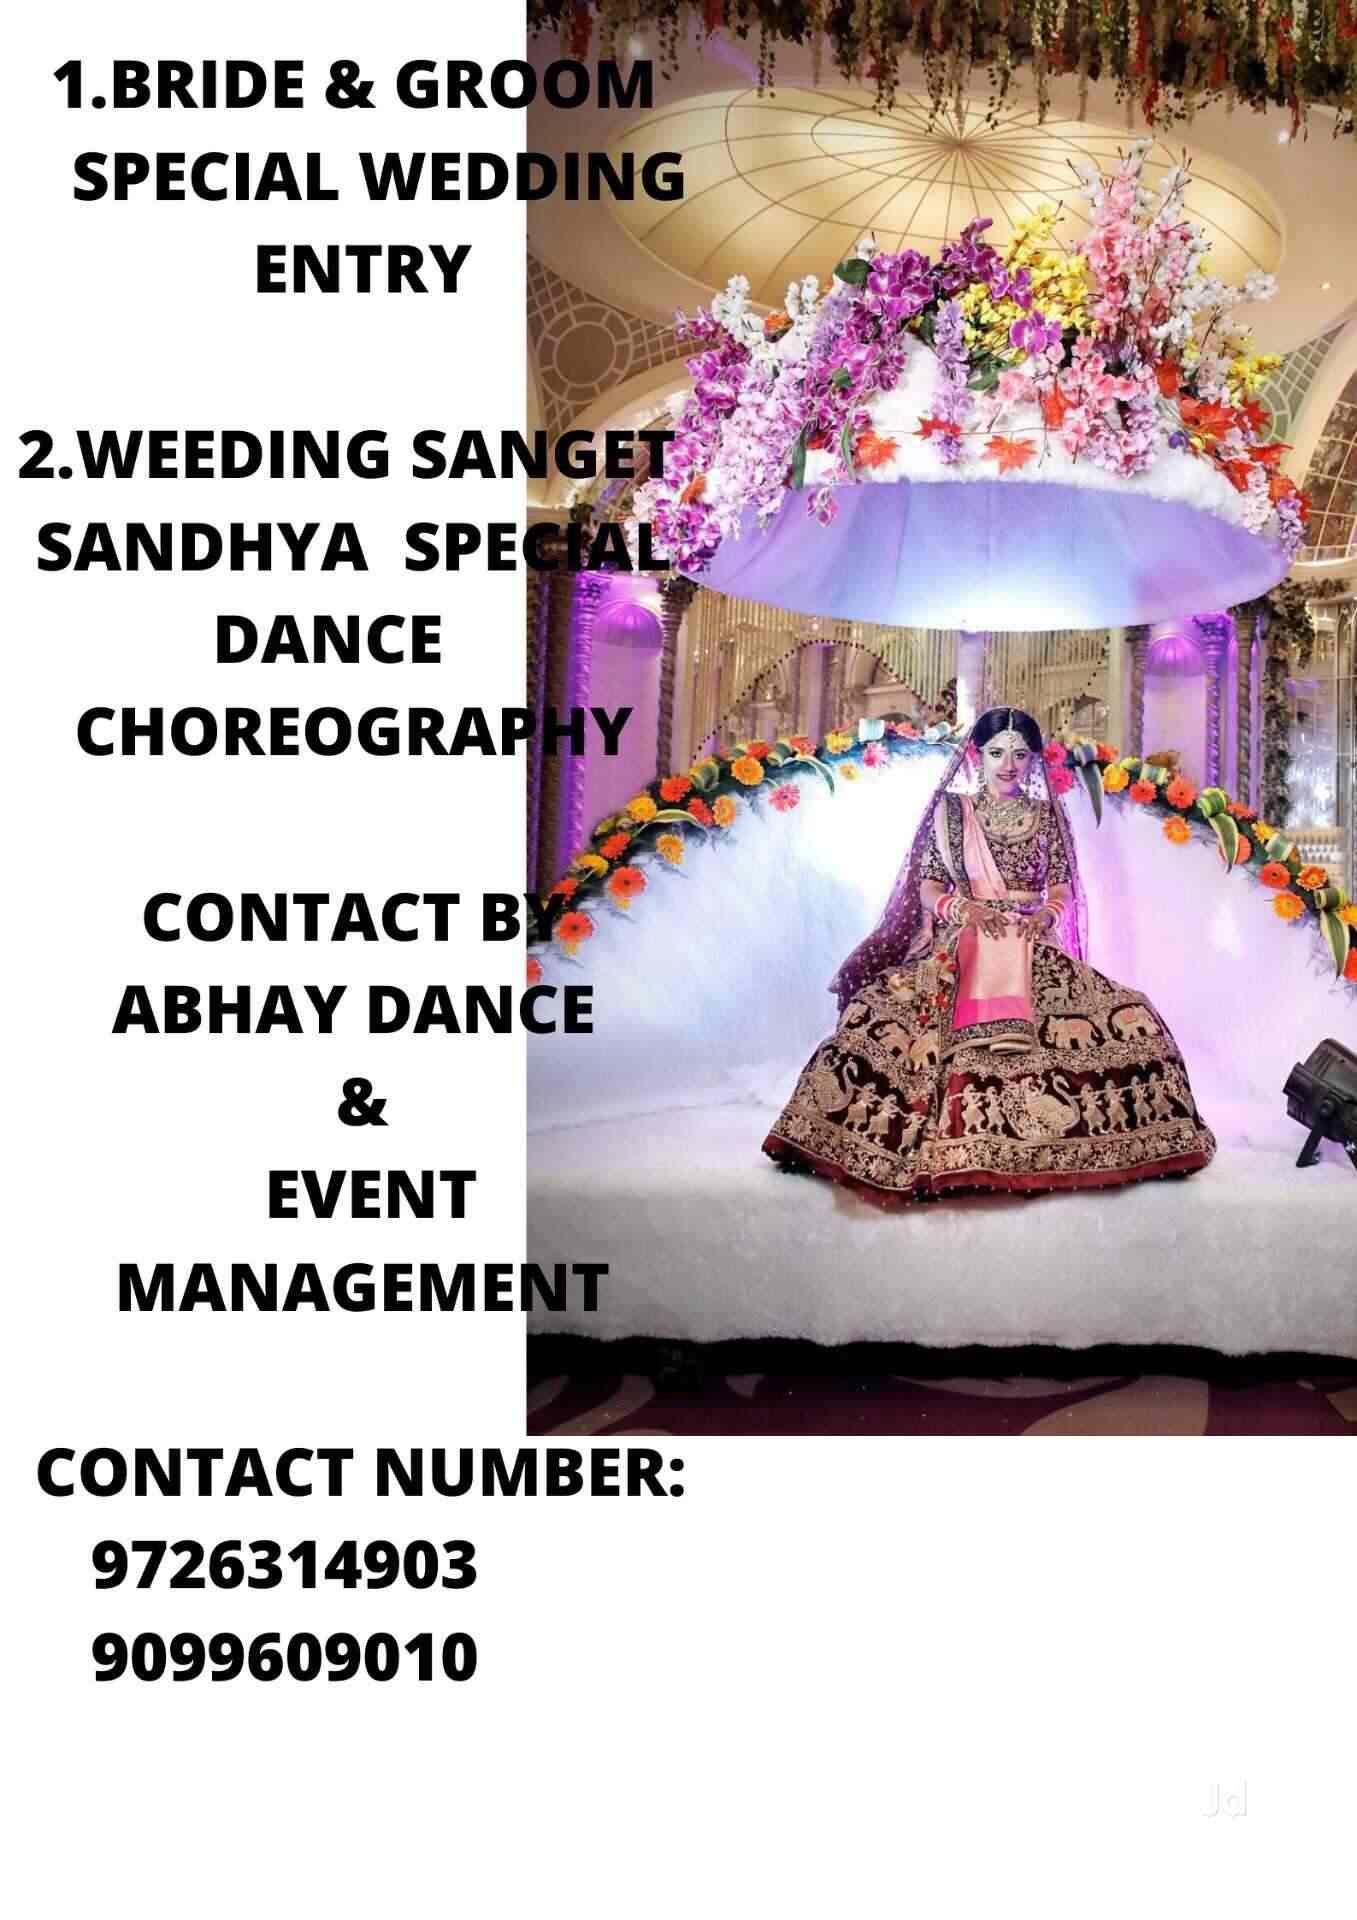 1.BRIDE & GROOM
SPECIAL WEDDING
ENTRY
2.WEEDING SANGET
SANDHYA SPECIAL
DANCE
CHOREOGRAPHY
CONTACT BY
ABHAY DANCE
&
EVENT
MANAGEMENT
CONTACT NUMBER:
9726314903
9099609010
Jd